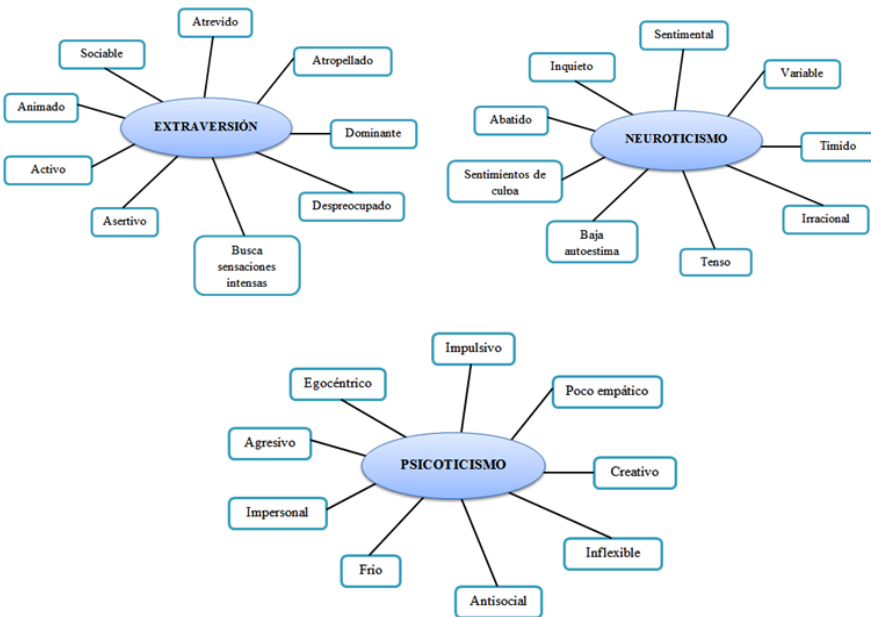 Atrevido
Sociable
Atropellado
Animado
EXTRAVERSIÓN
Dominante
Activo
Despreocupado
Asertivo
Busca
sensaciones
intensas
Sentimental
Inquieto
Variable
Abatido
NEUROTICISMO
Tímido
Sentimientos de
culpa
Irracional
Baja
autoestima
Tenso
Impulsivo
Egocéntrico
Poco empático
Agresivo
PSICOTICISMO
Creativo
Impersonal
Inflexible
Frío
Antisocial